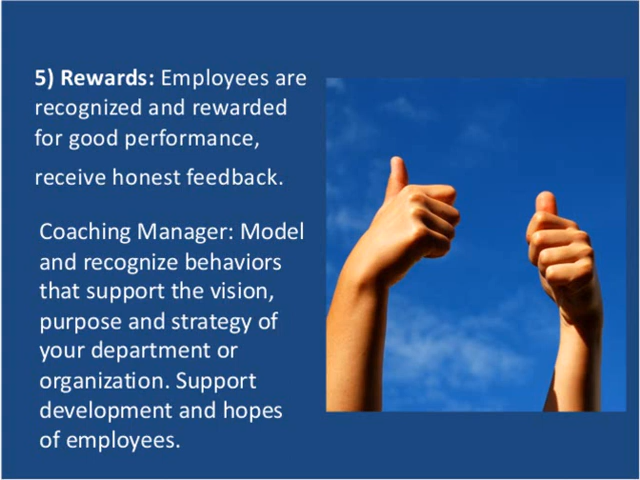 5) Rewards: Employees are
recognized and rewarded
for good performance,
receive honest feedback.
Coaching Manager: Model
and recognize behaviors
that support the vision,
purpose and strategy of
your department or
organization. Support
development and hopes
of employees.